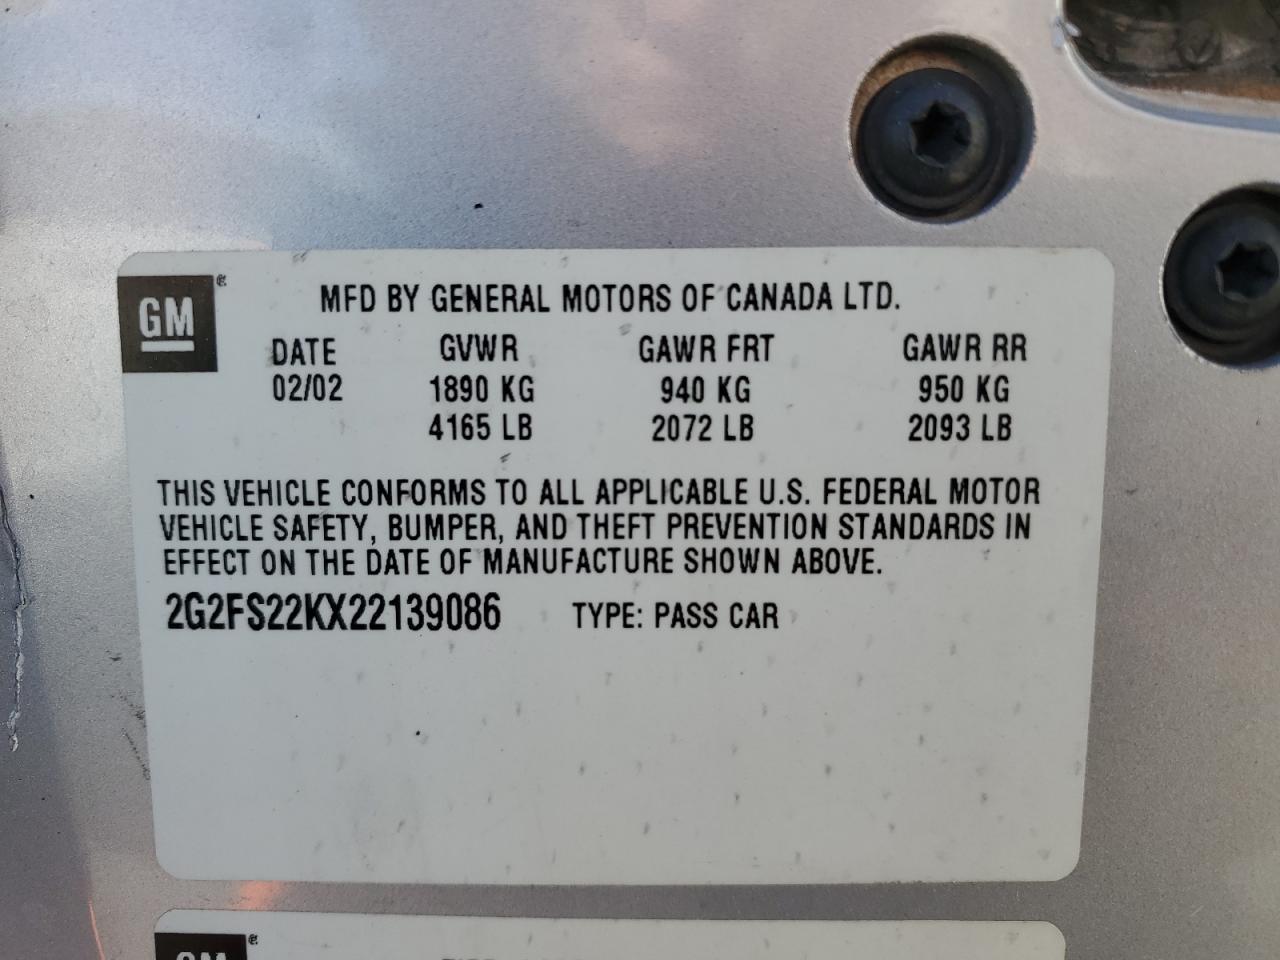 GM
MFD BY GENERAL MOTORS OF CANADA LTD.
DATE GVWR GAWR FRT GAWR RR
02/02 1890 KG 940 KG 950 KG
4165 LB 2072 LB 2093 LB
THIS VEHICLE CONFORMS TO ALL APPLICABLE U.S. FEDERAL MOTOR
VEHICLE SAFETY, BUMPER, AND THEFT PREVENTION STANDARDS IN
EFFECT ON THE DATE OF MANUFACTURE SHOWN ABOVE.
2G2FS22KX22139086 TYPE: PASS CAR
GM